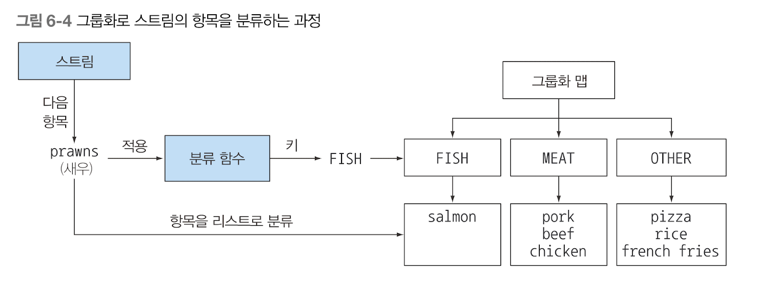 그림 6-4 그룹화로 스트림의 항목을 분류하는 과정
스트림
그룹화 맵
다음
항목
prawns
(새우)
적용
분류 함수
키
FISH
FISH
MEAT
OTHER
항목을 리스트로 분류
salmon
pork
beef
chicken
pizza
rice
french fries